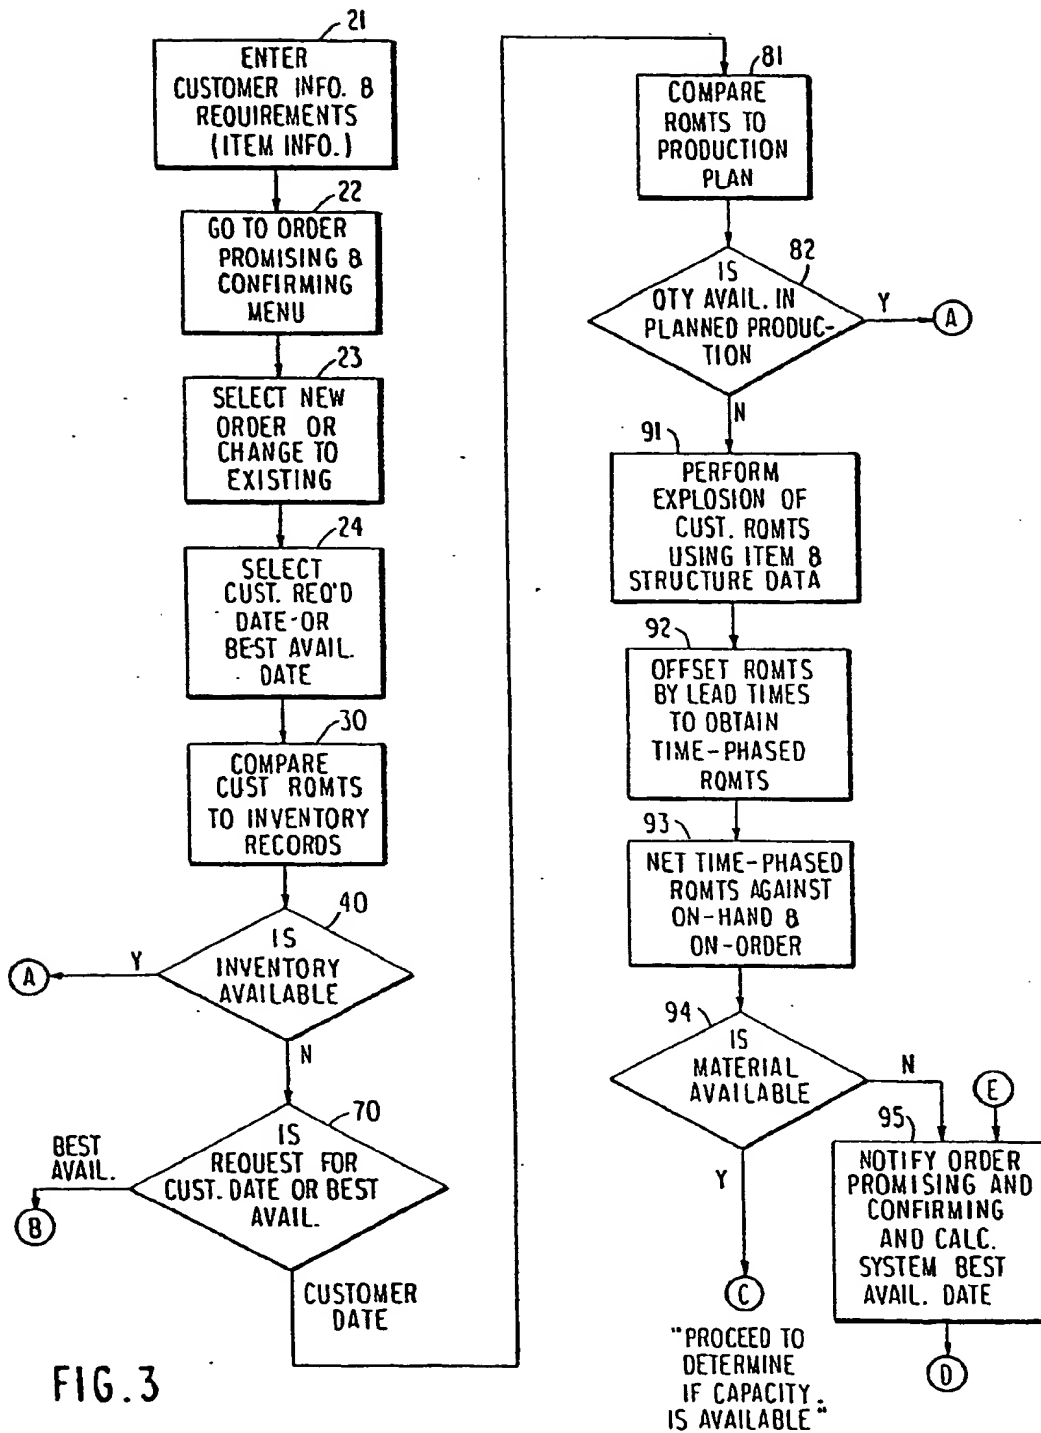 21
ENTER
CUSTOMER INFO. &
REQUIREMENTS
(ITEM INFO.)
22
GO TO ORDER
PROMISING &
CONFIRMING
MENU
23
SELECT NEW
ORDER OR
CHANGE TO
EXISTING
24
SELECT
CUST. REQ'D
DATE-OR
BEST AVAIL.
DATE
30
COMPARE
CUST RQMTS
TO INVENTORY
RECORDS
40
IS
INVENTORY
AVAILABLE
Y
A
N
70
IS
REQUEST FOR
CUST. DATE OR BEST
AVAIL.
BEST
AVAIL.
B
CUSTOMER
DATE
FIG.3
81
COMPARE
RQMTS TO
PRODUCTION
PLAN
82
IS
QTY AVAIL. IN
PLANNED PRODUC-
TION
Y
A
N
91
PERFORM
EXPLOSION OF
CUST. RQMTS
USING ITEM &
STRUCTURE DATA
92
OFFSET RQMTS
BY LEAD TIMES
TO OBTAIN
TIME-PHASED
RQMTS
93
NET TIME-PHASED
RQMTS AGAINST
ON-HAND &
ON-ORDER
94
IS
MATERIAL
AVAILABLE
N
Y
C
"PROCEED TO
DETERMINE
IF CAPACITY
IS AVAILABLE"
E
95
NOTIFY ORDER
PROMISING AND
CONFIRMING
AND CALC.
SYSTEM BEST
AVAIL. DATE
D